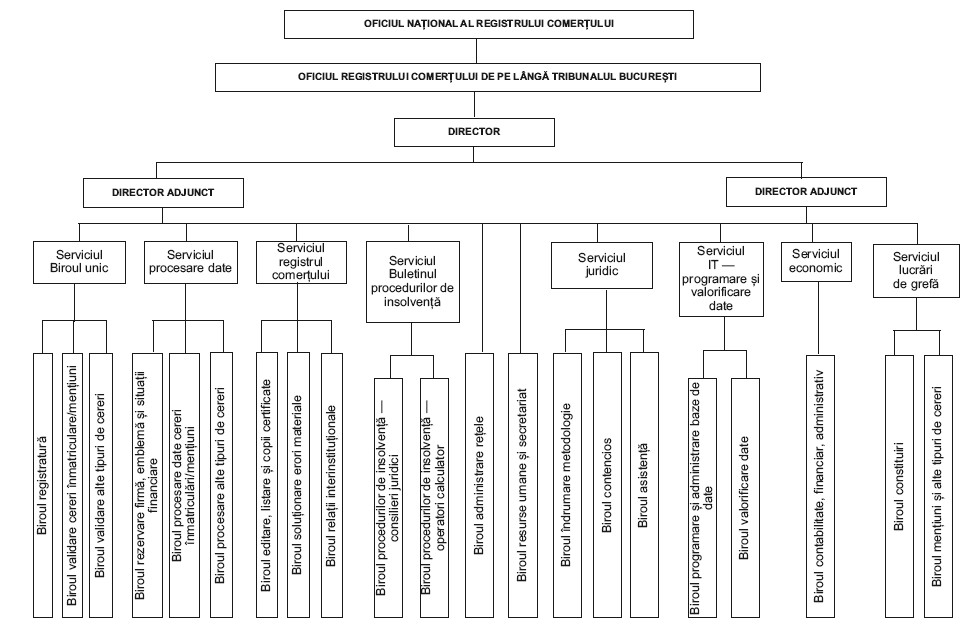 OFICIUL NAȚIONAL AL REGISTRULUI COMERȚULUI
OFICIUL REGISTRULUI COMERȚULUI DE PE LÂNGĂ TRIBUNALUL BUCUREȘTI
DIRECTOR
DIRECTOR ADJUNCT
DIRECTOR ADJUNCT
Serviciul
Biroul unic
Serviciul
procesare date
Serviciul
registrul
comerțului
Serviciul
Buletinul
procedurilor de
insolvență
Serviciul
juridic
Serviciul
IT —
programare și
valorificare
date
Serviciul
economic
Serviciul
lucrări
de grefă
Biroul registratură
Biroul validare cereri înmatriculare/mențiuni
Biroul validare alte tipuri de cereri
Biroul rezervare firmă, emblemă și situații
financiare
Biroul procesare date cereri
înmatriculări/mențiuni
Biroul procesare alte tipuri de cereri
Biroul editare, listare și copii certificate
Biroul soluționare erori materiale
Biroul relații interinstituționale
Biroul procedurilor de insolvență —
consilieri juridici
Biroul procedurilor de insolvență —
operatori calculator
Biroul administrare rețele
Biroul resurse umane și secretariat
Biroul îndrumare metodologie
Biroul contencios
Biroul asistență
Biroul programare și administrare baze de
date
Biroul valorificare date
Biroul contabilitate, financiar, administrativ
Biroul constituiri
Biroul mențiuni și alte tipuri de cereri